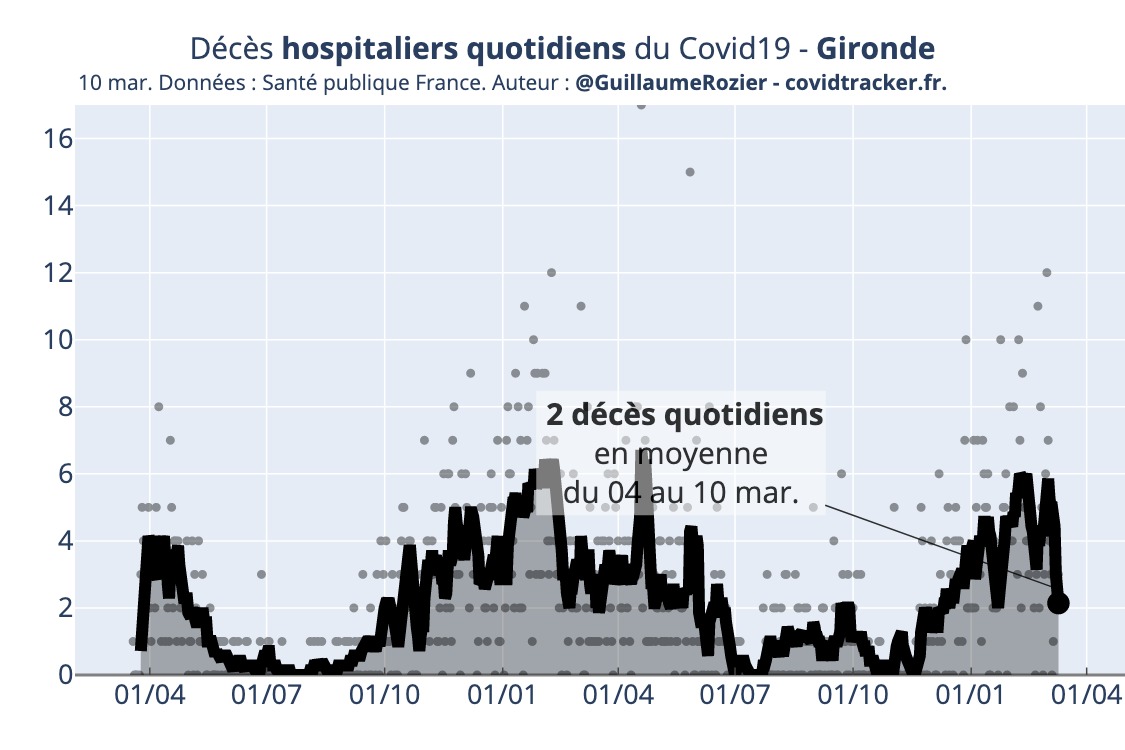 Décès hospitaliers quotidiens du Covid19 - Gironde
10 mar. Données : Santé publique France. Auteur : @GuillaumeRozier - covidtracker.fr.
16
14
12
10
8
2 décès quotidiens
en moyenne
6
du 04 au 10 mar.
4
2
0
01/04 01/07 01/10 01/01 01/04 01/07 01/10 01/01 01/04